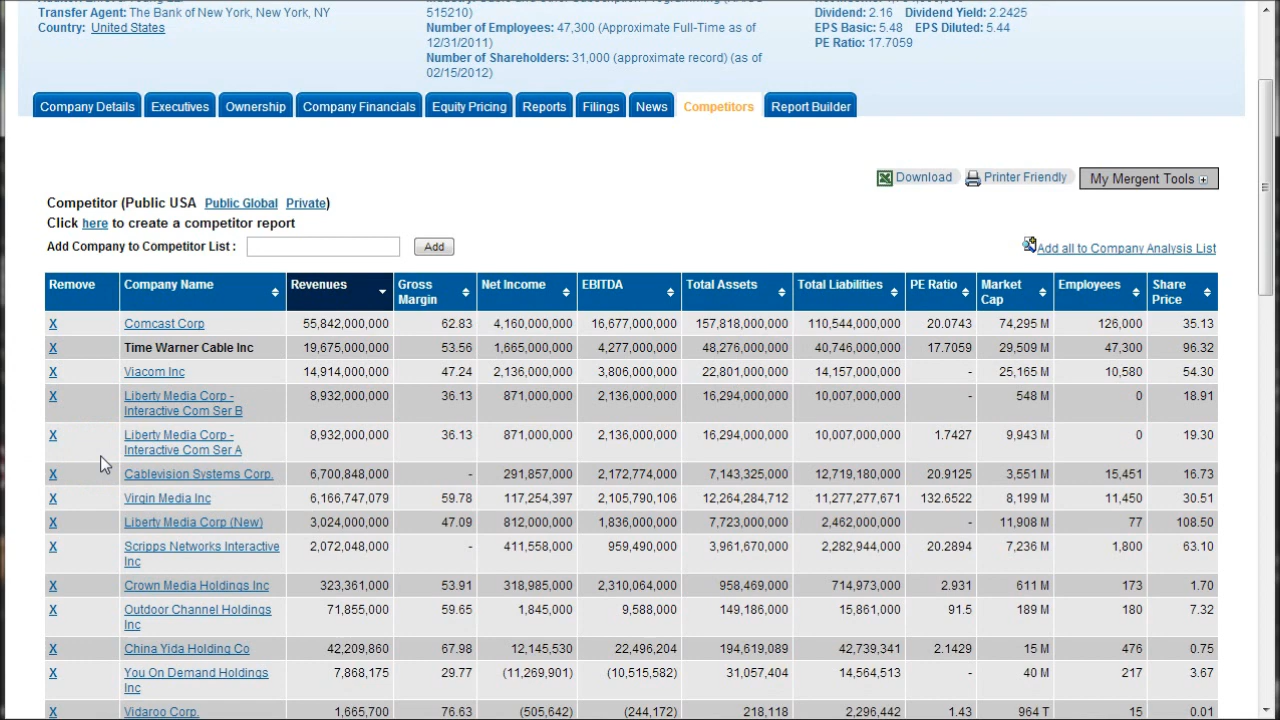 Transfer Agent: The Bank of New York, New York, NY
Country: United States
515210)
Number of Employees: 47,300 (Approximate Full-Time as of
12/31/2011)
Number of Shareholders: 31,000 (approximate record) (as of
02/15/2012)
Dividend: 2.16 Dividend Yield: 2.2425
EPS Basic: 5.48 EPS Diluted: 5.44
PE Ratio: 17.7059
Company Details Executives Ownership Company Financials Equity Pricing Reports Filings News Competitors Report Builder
Download Printer Friendly My Mergent Tools
Competitor (Public USA Public Global Private)
Click here to create a competitor report
Add Company to Competitor List : Add
Add all to Company Analysis List
Remove Company Name Revenues Gross Margin Net Income EBITDA Total Assets Total Liabilities PE Ratio Market Cap Employees Share Price
X Comcast Corp 55,842,000,000 62.83 4,160,000,000 16,677,000,000 157,818,000,000 110,544,000,000 20.0743 74,295 M 126,000 35.13
X Time Warner Cable Inc 19,675,000,000 53.56 1,665,000,000 4,277,000,000 48,276,000,000 40,746,000,000 17.7059 29,509 M 47,300 96.32
X Viacom Inc 14,914,000,000 47.24 2,136,000,000 3,806,000,000 22,801,000,000 14,157,000,000 - 25,165 M 10,580 54.30
X Liberty Media Corp - Interactive Com Ser B 8,932,000,000 36.13 871,000,000 2,136,000,000 16,294,000,000 10,007,000,000 - 548 M 0 18.91
X Liberty Media Corp - Interactive Com Ser A 8,932,000,000 36.13 871,000,000 2,136,000,000 16,294,000,000 10,007,000,000 1.7427 9,943 M 0 19.30
X Cablevision Systems Corp. 6,700,848,000 - 291,857,000 2,172,774,000 7,143,325,000 12,719,180,000 20.9125 3,551 M 15,451 16.73
X Virgin Media Inc 6,166,747,079 59.78 117,254,397 2,105,790,106 12,264,284,712 11,277,277,671 132.6522 8,199 M 11,450 30.51
X Liberty Media Corp (New) 3,024,000,000 47.09 812,000,000 1,836,000,000 7,723,000,000 2,462,000,000 - 11,908 M 77 108.50
X Scripps Networks Interactive Inc 2,072,048,000 - 411,558,000 959,490,000 3,961,670,000 2,282,944,000 20.2894 7,236 M 1,800 63.10
X Crown Media Holdings Inc 323,361,000 53.91 318,985,000 2,310,064,000 958,469,000 714,973,000 2.931 611 M 173 1.70
X Outdoor Channel Holdings Inc 71,855,000 59.65 1,845,000 9,588,000 149,186,000 15,861,000 91.5 189 M 180 7.32
X China Yida Holding Co 42,209,860 67.98 12,145,530 22,496,204 194,619,089 42,739,341 2.1429 15 M 476 0.75
X You On Demand Holdings Inc 7,868,175 29.77 (11,269,901) (10,515,582) 31,057,404 14,564,513 - 40 M 217 3.67
X Vidaroo Corp. 1,665,700 76.63 (505,642) (244,172) 218,118 2,296,442 1.43 964 T 15 0.01